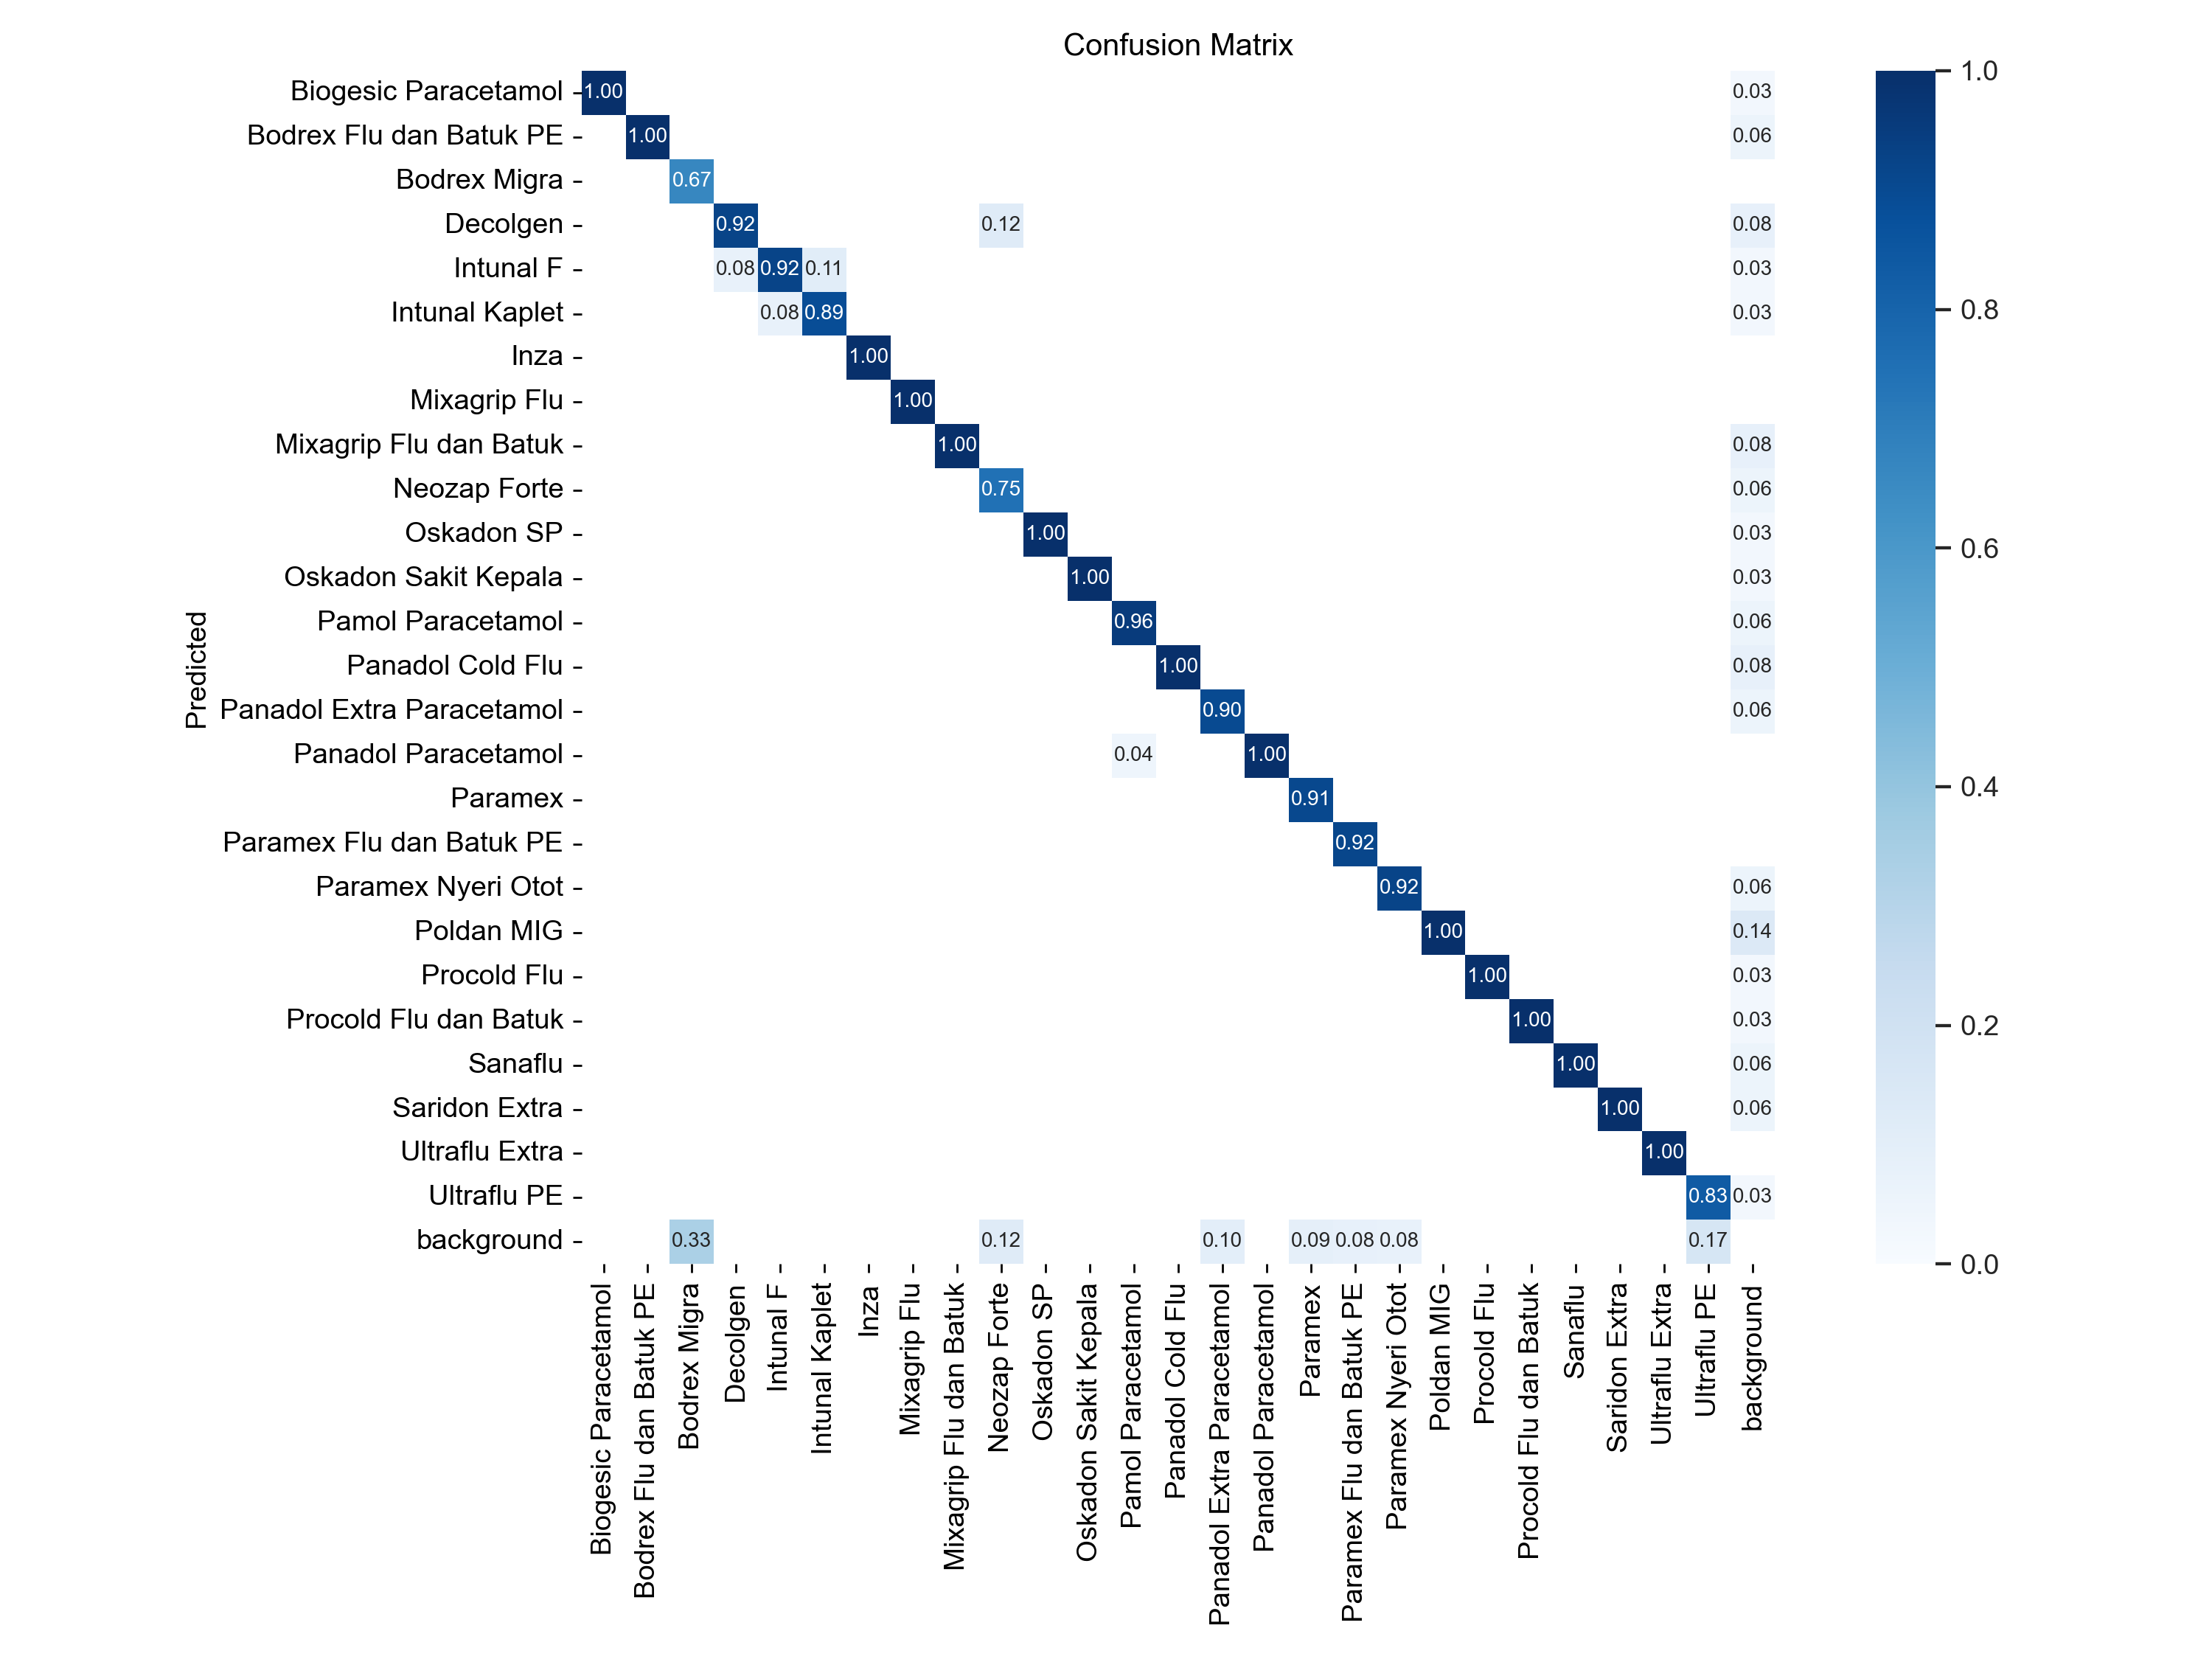 Confusion Matrix
Biogesic Paracetamol 1.00 0.03 1.0
Bodrex Flu dan Batuk PE 1.00 0.06
Bodrex Migra 0.67
Decolgen 0.92 0.12 0.08
Intunal F 0.08 0.92 0.11 0.03
Intunal Kaplet 0.08 0.89 0.03 0.8
Inza 1.00
Mixagrip Flu 1.00
Mixagrip Flu dan Batuk 1.00 0.08
Neozap Forte 0.75 0.06
Oskadon SP 1.00 0.03
Oskadon Sakit Kepala 1.00 0.03 0.6
Pamol Paracetamol 0.96 0.06
Panadol Cold Flu 1.00 0.08
Predicted
Panadol Extra Paracetamol 0.90 0.06
Panadol Paracetamol 0.04 1.00
Paramex 0.91 0.4
Paramex Flu dan Batuk PE 0.92
Paramex Nyeri Otot 0.92 0.06
Poldan MIG 1.00 0.14
Procold Flu 1.00 0.03
Procold Flu dan Batuk 1.00 0.03 0.2
Sanaflu 1.00 0.06
Saridon Extra 1.00 0.06
Ultraflu Extra 1.00
Ultraflu PE 0.83 0.03
background 0.33 0.12 0.10 0.09 0.08 0.08 0.17
0.0
Biogesic Paracetamol
Bodrex Flu dan Batuk PE
Bodrex Migra
Decolgen
Intunal F
Intunal Kaplet
Inza
Mixagrip Flu
Mixagrip Flu dan Batuk
Neozap Forte
Oskadon SP
Oskadon Sakit Kepala
Pamol Paracetamol
Panadol Cold Flu
Panadol Extra Paracetamol
Panadol Paracetamol
Paramex
Paramex Flu dan Batuk PE
Paramex Nyeri Otot
Poldan MIG
Procold Flu
Procold Flu dan Batuk
Sanaflu
Saridon Extra
Ultraflu Extra
Ultraflu PE
background